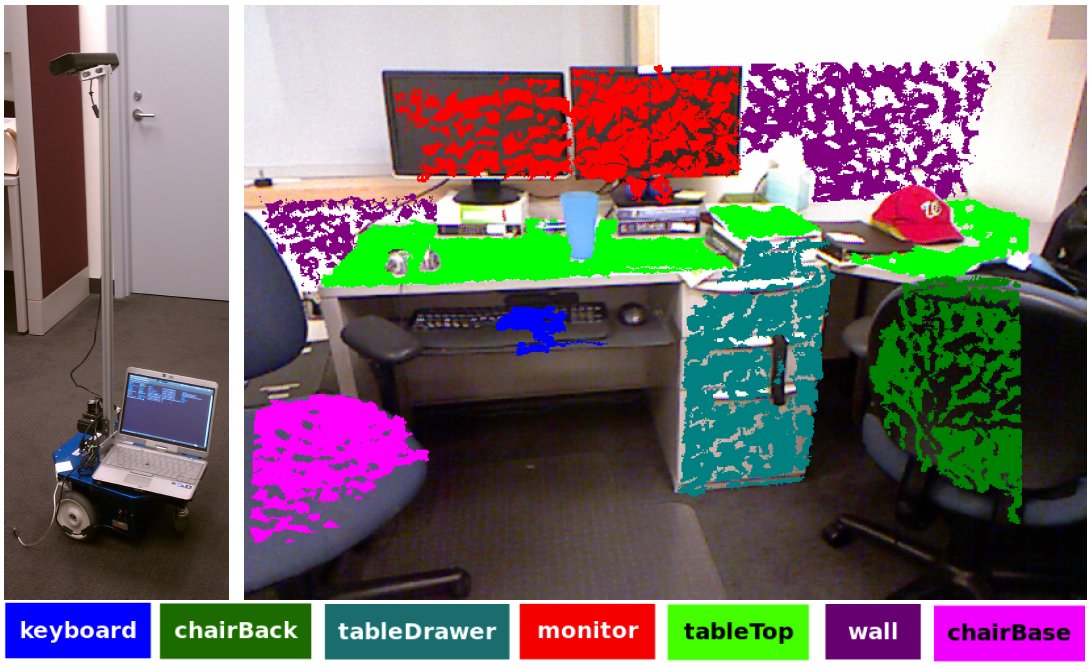 keyboard
chairBack
tableDrawer
monitor
tableTop
wall
chairBase